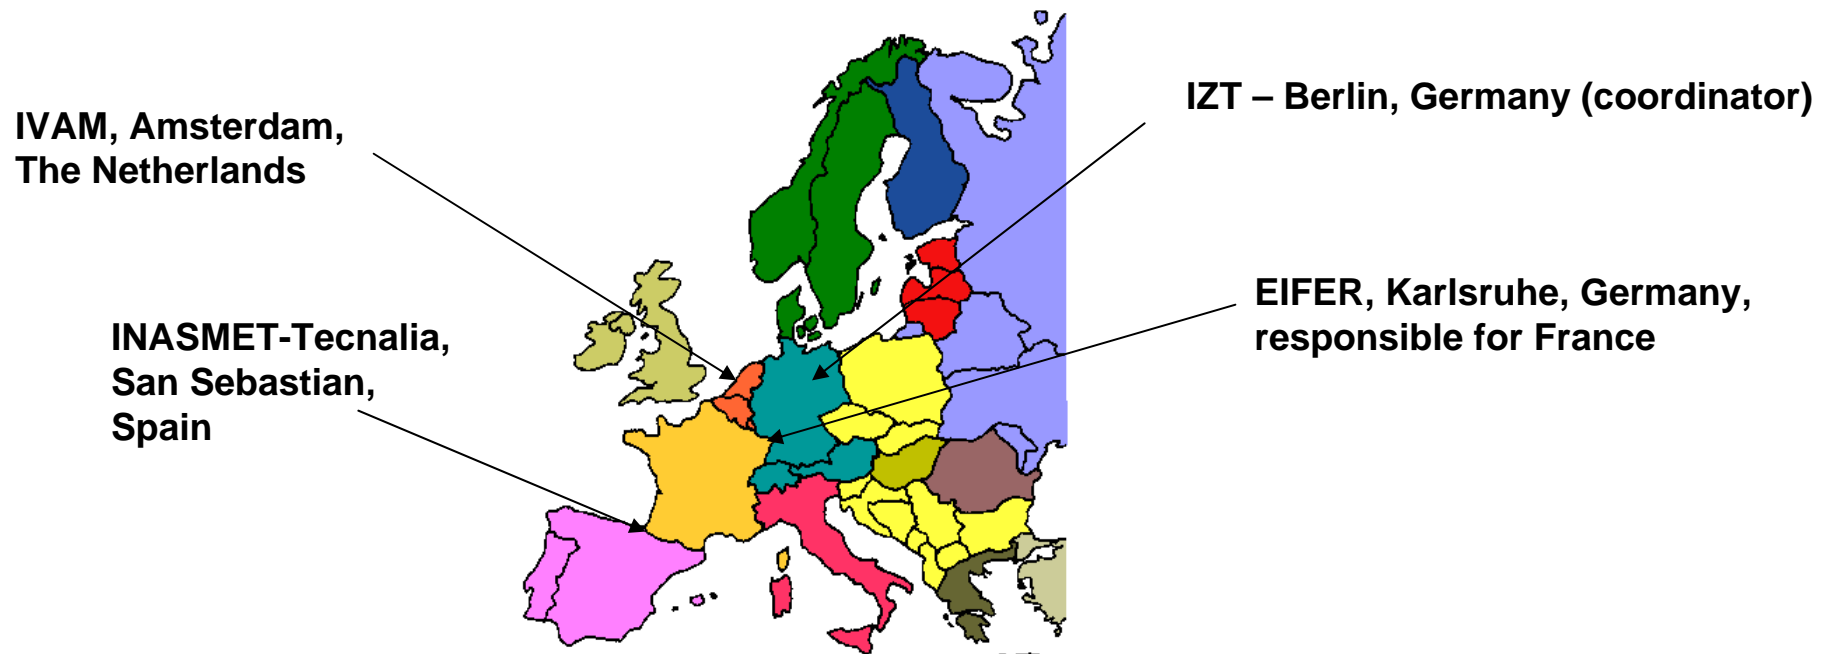 IVAM, Amsterdam,
The Netherlands
IZT – Berlin, Germany (coordinator)
INASMET-Tecnalia,
San Sebastian,
Spain
EIFER, Karlsruhe, Germany,
responsible for France